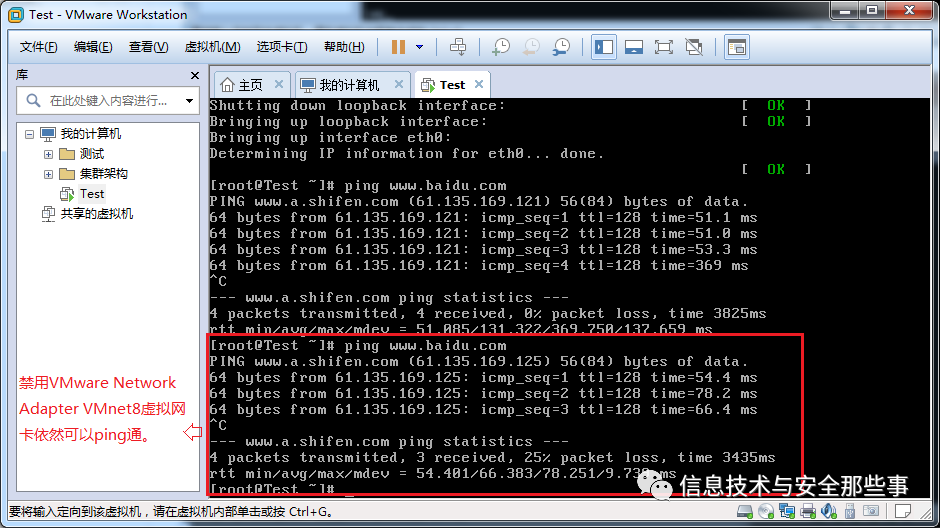 Test - VMware Workstation
文件(F) 编辑(E) 查看(V) 虚拟机(M) 选项卡(T) 帮助(H)
库
在此处键入内容进行...
我的计算机
测试
集群架构
Test
共享的虚拟机
主页 我的计算机 Test
Shutting down loopback interface: [ OK ]
Bringing up loopback interface: [ OK ]
Bringing up interface eth0:
Determining IP information for eth0... done.
[ OK ]
[root@Test ~]# ping www.baidu.com
PING www.a.shifen.com (61.135.169.121) 56(84) bytes of data.
64 bytes from 61.135.169.121: icmp_seq=1 ttl=128 time=51.1 ms
64 bytes from 61.135.169.121: icmp_seq=2 ttl=128 time=51.0 ms
64 bytes from 61.135.169.121: icmp_seq=3 ttl=128 time=53.3 ms
64 bytes from 61.135.169.121: icmp_seq=4 ttl=128 time=369 ms
^C
--- www.a.shifen.com ping statistics ---
4 packets transmitted, 4 received, 0% packet loss, time 3825ms
rtt min/avg/max/mdev = 51.085/131.322/369.750/137.659 ms
[root@Test ~]# ping www.baidu.com
PING www.a.shifen.com (61.135.169.125) 56(84) bytes of data.
64 bytes from 61.135.169.125: icmp_seq=1 ttl=128 time=54.4 ms
64 bytes from 61.135.169.125: icmp_seq=2 ttl=128 time=78.2 ms
64 bytes from 61.135.169.125: icmp_seq=3 ttl=128 time=66.4 ms
^C
--- www.a.shifen.com ping statistics ---
4 packets transmitted, 3 received, 25% packet loss, time 3435ms
rtt min/avg/max/mdev = 54.401/66.383/78.251/9.738 ms
[root@Test ~]# _
禁用VMware Network
Adapter VMnet8虚拟网
卡依然可以ping通。
信息技术与安全那些事
要将输入定向到该虚拟机，请在虚拟机内部单击或按 Ctrl+G。